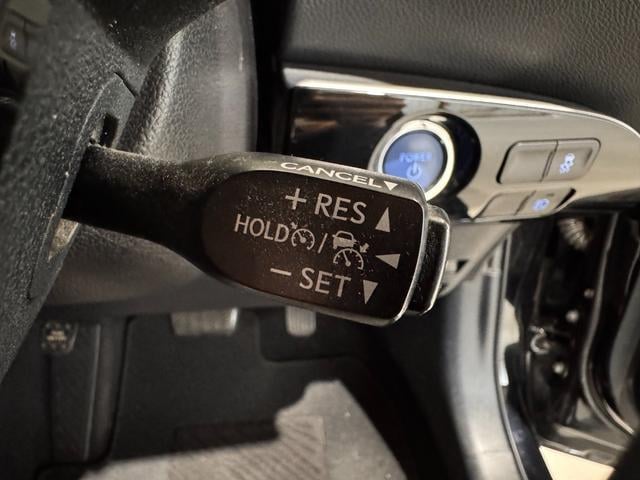 CANCEL▼
+ RES ▲
HOLD / ◀
− SET ▼
POWER